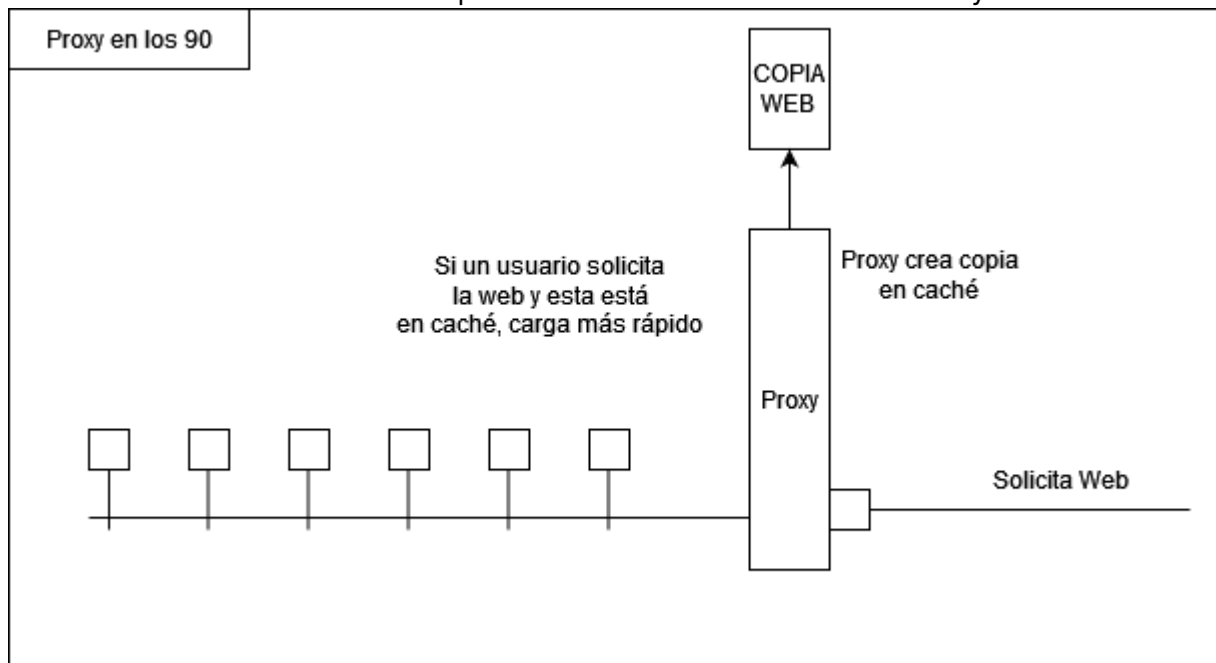 Proxy en los 90
COPIA
WEB
Si un usuario solicita
la web y esta está
en caché, carga más rápido
Proxy crea copia
en caché
Proxy
Solicita Web